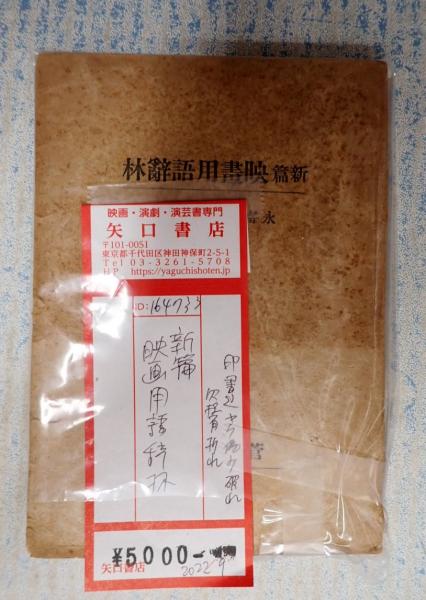 新篇映畫用語辭林
永
映画・演劇・演芸書専門
矢口書店
〒101-0051
東京都千代田区神田神保町2-5-1
Tel 03-3261-5708
HP. https://yaguchishoten.jp
ID: 164733
新篇
映画用語辞林
¥5000-
矢口書店
2022